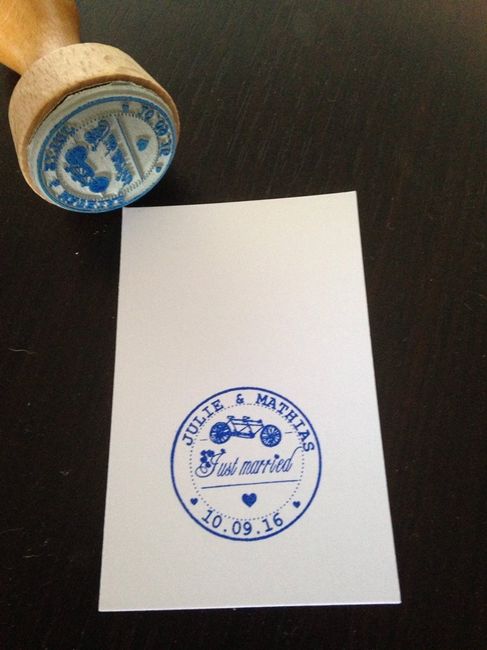 JULIE & MATHIAS
Just married
10.09.16